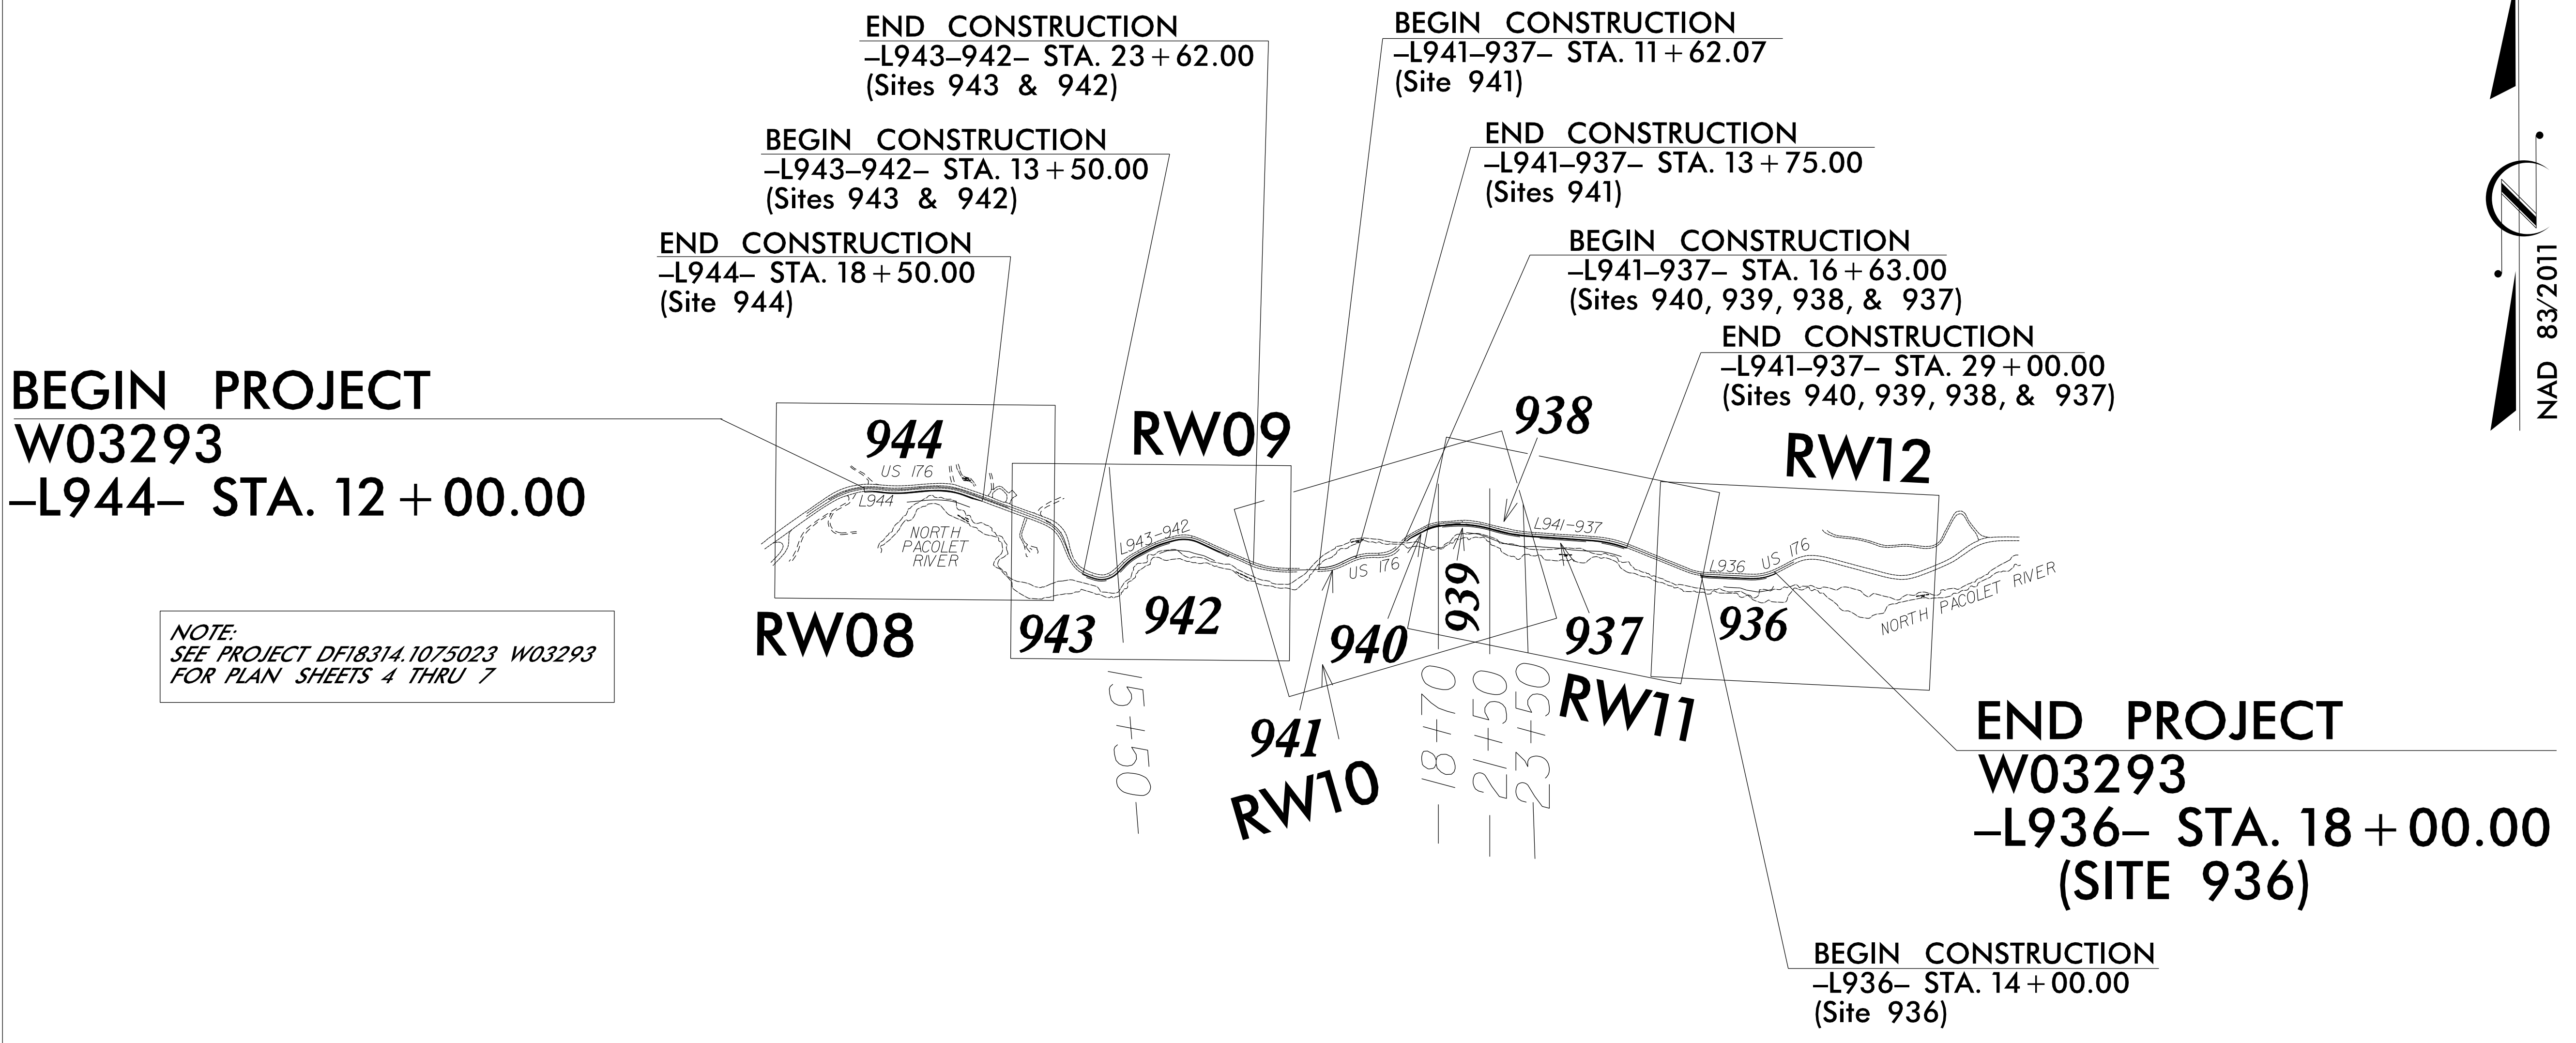 END CONSTRUCTION
–L943–942– STA. 23+62.00
(Sites 943 & 942)
BEGIN CONSTRUCTION
–L941–937– STA. 11+62.07
(Site 941)
BEGIN CONSTRUCTION
–L943–942– STA. 13+50.00
(Sites 943 & 942)
END CONSTRUCTION
–L941–937– STA. 13+75.00
(Sites 941)
END CONSTRUCTION
–L944– STA. 18+50.00
(Site 944)
BEGIN CONSTRUCTION
–L941–937– STA. 16+63.00
(Sites 940, 939, 938, & 937)
END CONSTRUCTION
–L941–937– STA. 29+00.00
(Sites 940, 939, 938, & 937)
NAD 83/2011
BEGIN PROJECT
W03293
–L944– STA. 12+00.00
944
RW09
938
RW12
US 176
L944
NORTH
PACOLET
RIVER
L943-942
US 176
L941-937
L936
US 176
NORTH PACOLET RIVER
RW08
943
942
940
939
937
936
941
RW10
RW11
15+50
18+70
21+50
23+50
NOTE:
SEE PROJECT DF18314.1075023 W03293
FOR PLAN SHEETS 4 THRU 7
END PROJECT
W03293
–L936– STA. 18+00.00
(SITE 936)
BEGIN CONSTRUCTION
–L936– STA. 14+00.00
(Site 936)